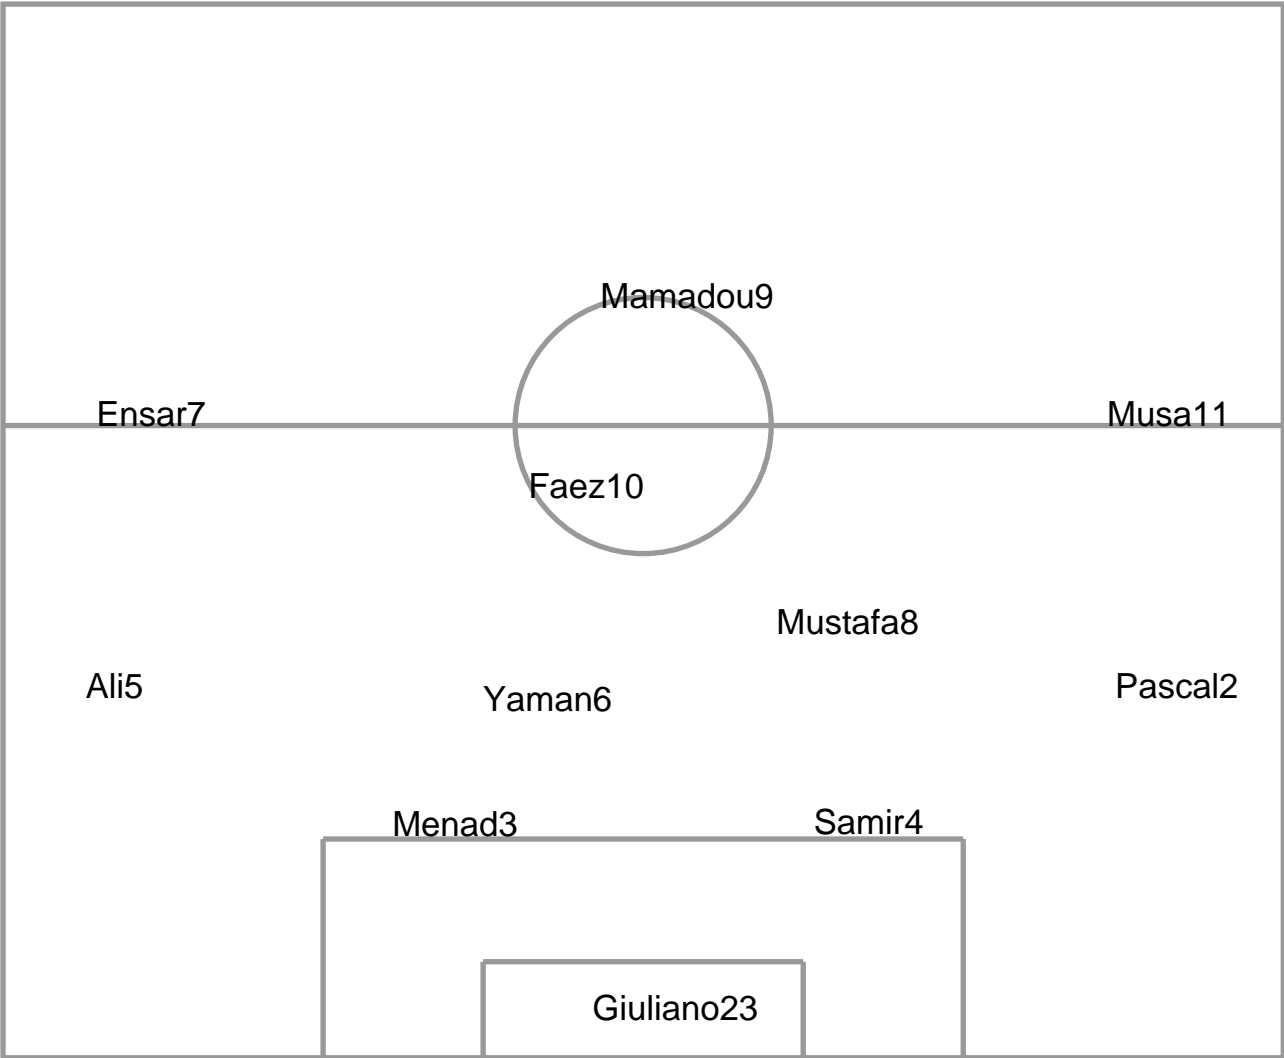 Mamadou9
Ensar7
Musa11
Faez10
Mustafa8
Ali5
Yaman6
Pascal2
Menad3
Samir4
Giuliano23